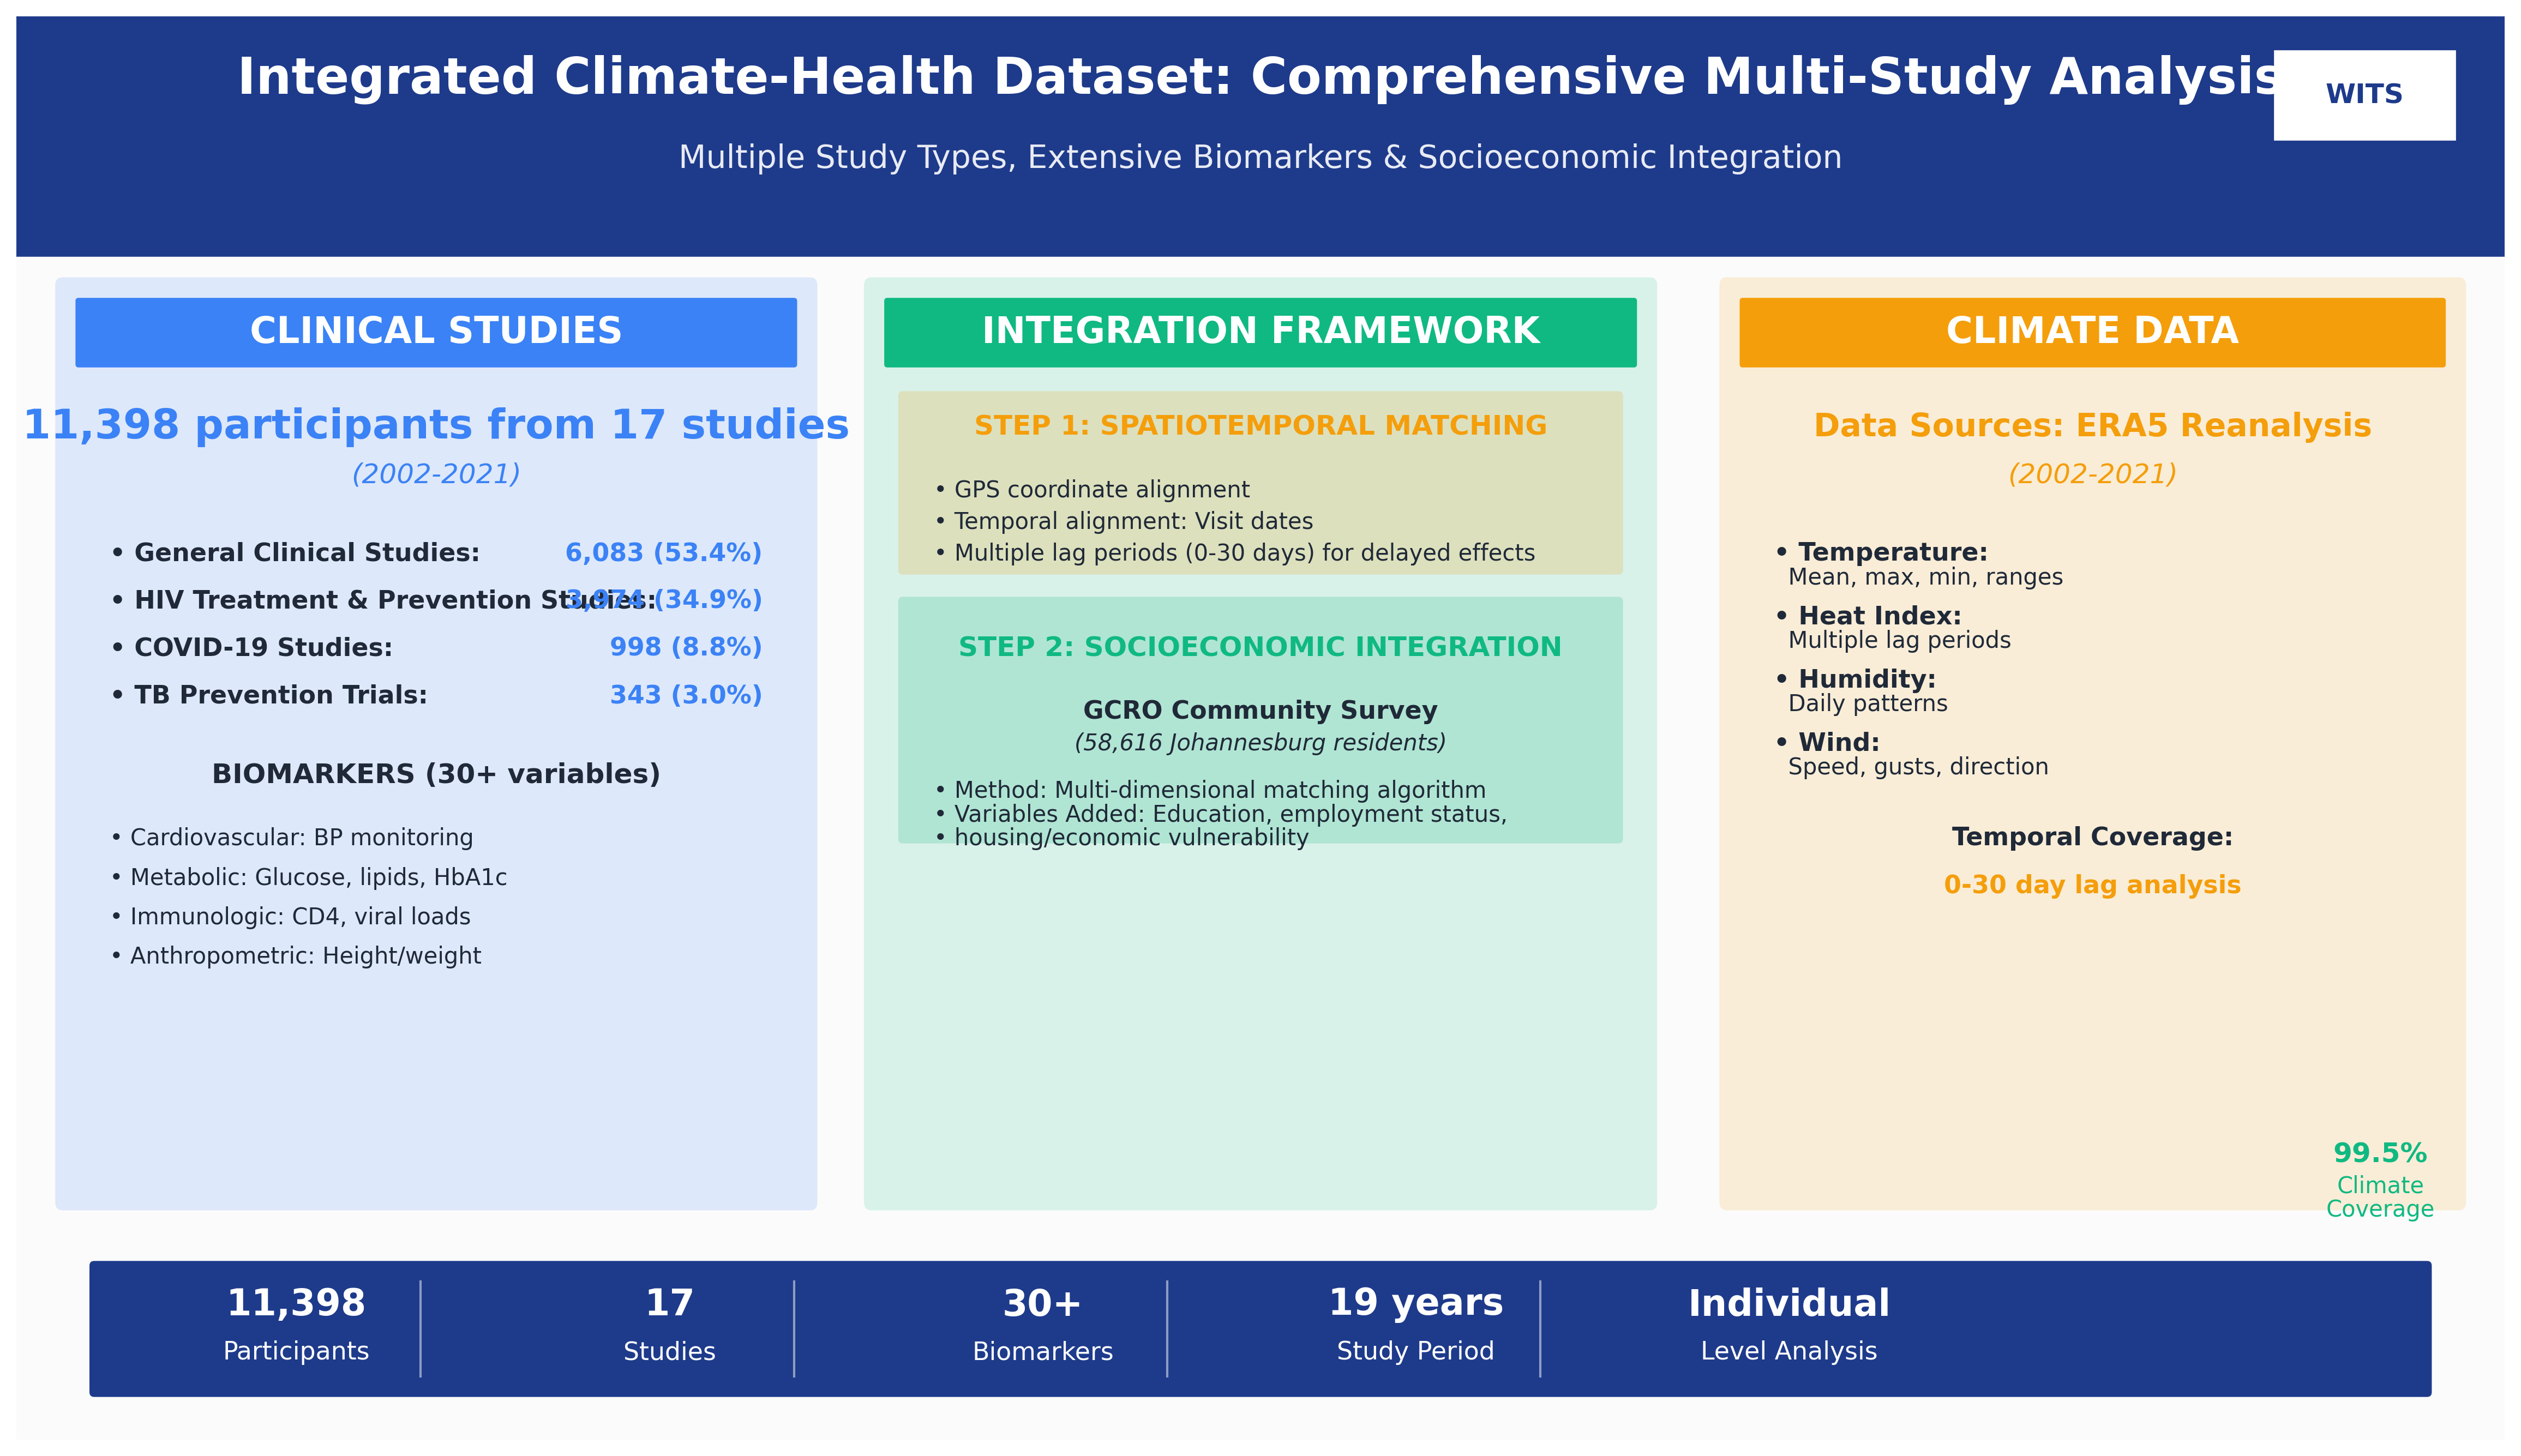 Integrated Climate-Health Dataset: Comprehensive Multi-Study Analysis
WITS
Multiple Study Types, Extensive Biomarkers & Socioeconomic Integration
CLINICAL STUDIES
11,398 participants from 17 studies
(2002-2021)
• General Clinical Studies: 6,083 (53.4%)
• HIV Treatment & Prevention Studies: 3,974 (34.9%)
• COVID-19 Studies: 998 (8.8%)
• TB Prevention Trials: 343 (3.0%)
BIOMARKERS (30+ variables)
• Cardiovascular: BP monitoring
• Metabolic: Glucose, lipids, HbA1c
• Immunologic: CD4, viral loads
• Anthropometric: Height/weight
INTEGRATION FRAMEWORK
STEP 1: SPATIOTEMPORAL MATCHING
• GPS coordinate alignment
• Temporal alignment: Visit dates
• Multiple lag periods (0-30 days) for delayed effects
STEP 2: SOCIOECONOMIC INTEGRATION
GCRO Community Survey
(58,616 Johannesburg residents)
• Method: Multi-dimensional matching algorithm
• Variables Added: Education, employment status,
• housing/economic vulnerability
CLIMATE DATA
Data Sources: ERA5 Reanalysis
(2002-2021)
• Temperature:
Mean, max, min, ranges
• Heat Index:
Multiple lag periods
• Humidity:
Daily patterns
• Wind:
Speed, gusts, direction
Temporal Coverage:
0-30 day lag analysis
99.5%
Climate
Coverage
11,398
Participants
17
Studies
30+
Biomarkers
19 years
Study Period
Individual
Level Analysis